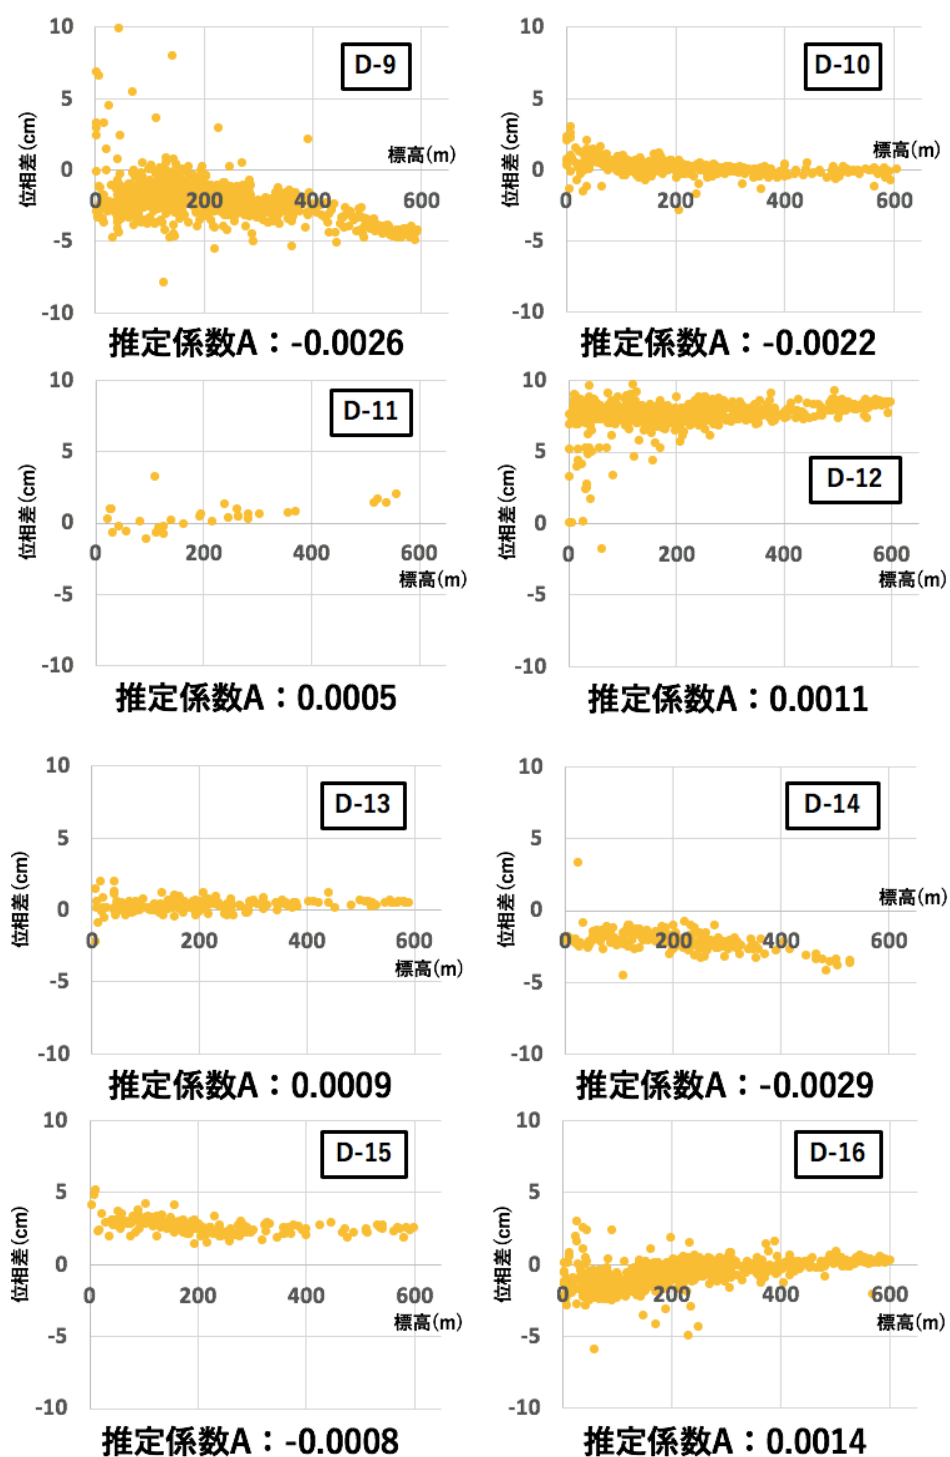 10
5
0
-5
-10
位相差(cm)
D-9
標高(m)
200
400
600
推定係数A：-0.0026
10
5
0
-5
-10
位相差(cm)
D-10
標高(m)
0
200
400
600
推定係数A：-0.0022
10
5
0
-5
-10
位相差(cm)
D-11
0
200
400
600
標高(m)
推定係数A：0.0005
10
5
0
-5
-10
位相差(cm)
D-12
0
200
400
600
標高(m)
推定係数A：0.0011
10
5
0
-5
-10
位相差(cm)
D-13
0
200
400
600
標高(m)
推定係数A：0.0009
10
5
0
-5
-10
位相差(cm)
D-14
標高(m)
0
200
400
600
推定係数A：-0.0029
10
5
0
-5
-10
位相差(cm)
D-15
0
200
400
600
標高(m)
推定係数A：-0.0008
10
5
0
-5
-10
位相差(cm)
D-16
0
200
400
600
標高(m)
推定係数A：0.0014